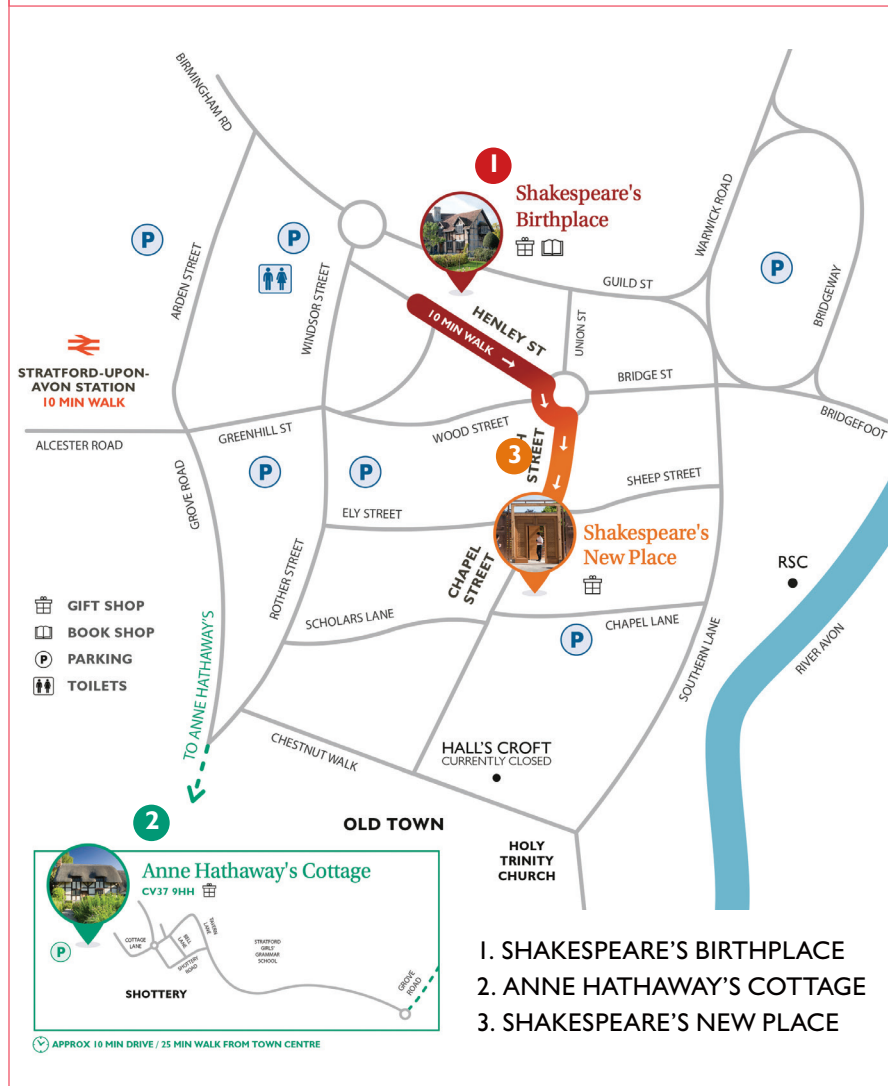 BIRMINGHAM RD
1
Shakespeare's
Birthplace
WARWICK ROAD
P
P
P
ARDEN STREET
WINDSOR STREET
GUILD ST
BRIDGEWAY
HENLEY ST
10 MIN WALK
UNION ST
STRATFORD-UPON-
AVON STATION
10 MIN WALK
BRIDGE ST
BRIDGEFOOT
ALCESTER ROAD
GREENHILL ST
WOOD STREET
3
STREET
P
P
SHEEP STREET
GROVE ROAD
ELY STREET
Shakespeare's
New Place
RSC
CHAPEL
STREET
ROTHER STREET
SCHOLARS LANE
CHAPEL LANE
P
SOUTHERN LANE
RIVER AVON
GIFT SHOP
BOOK SHOP
P PARKING
TOILETS
TO ANNE HATHAWAY'S
CHESTNUT WALK
HALL'S CROFT
CURRENTLY CLOSED
2
OLD TOWN
HOLY
TRINITY
CHURCH
Anne Hathaway's Cottage
CV37 9HH
P
COTTAGE
LANE
BELL
LANE
TAVERN
LANE
SHOTTERY
ROAD
STRATFORD
GIRLS'
GRAMMAR
SCHOOL
GROVE
ROAD
SHOTTERY
APPROX 10 MIN DRIVE / 25 MIN WALK FROM TOWN CENTRE
1. SHAKESPEARE'S BIRTHPLACE
2. ANNE HATHAWAY'S COTTAGE
3. SHAKESPEARE'S NEW PLACE